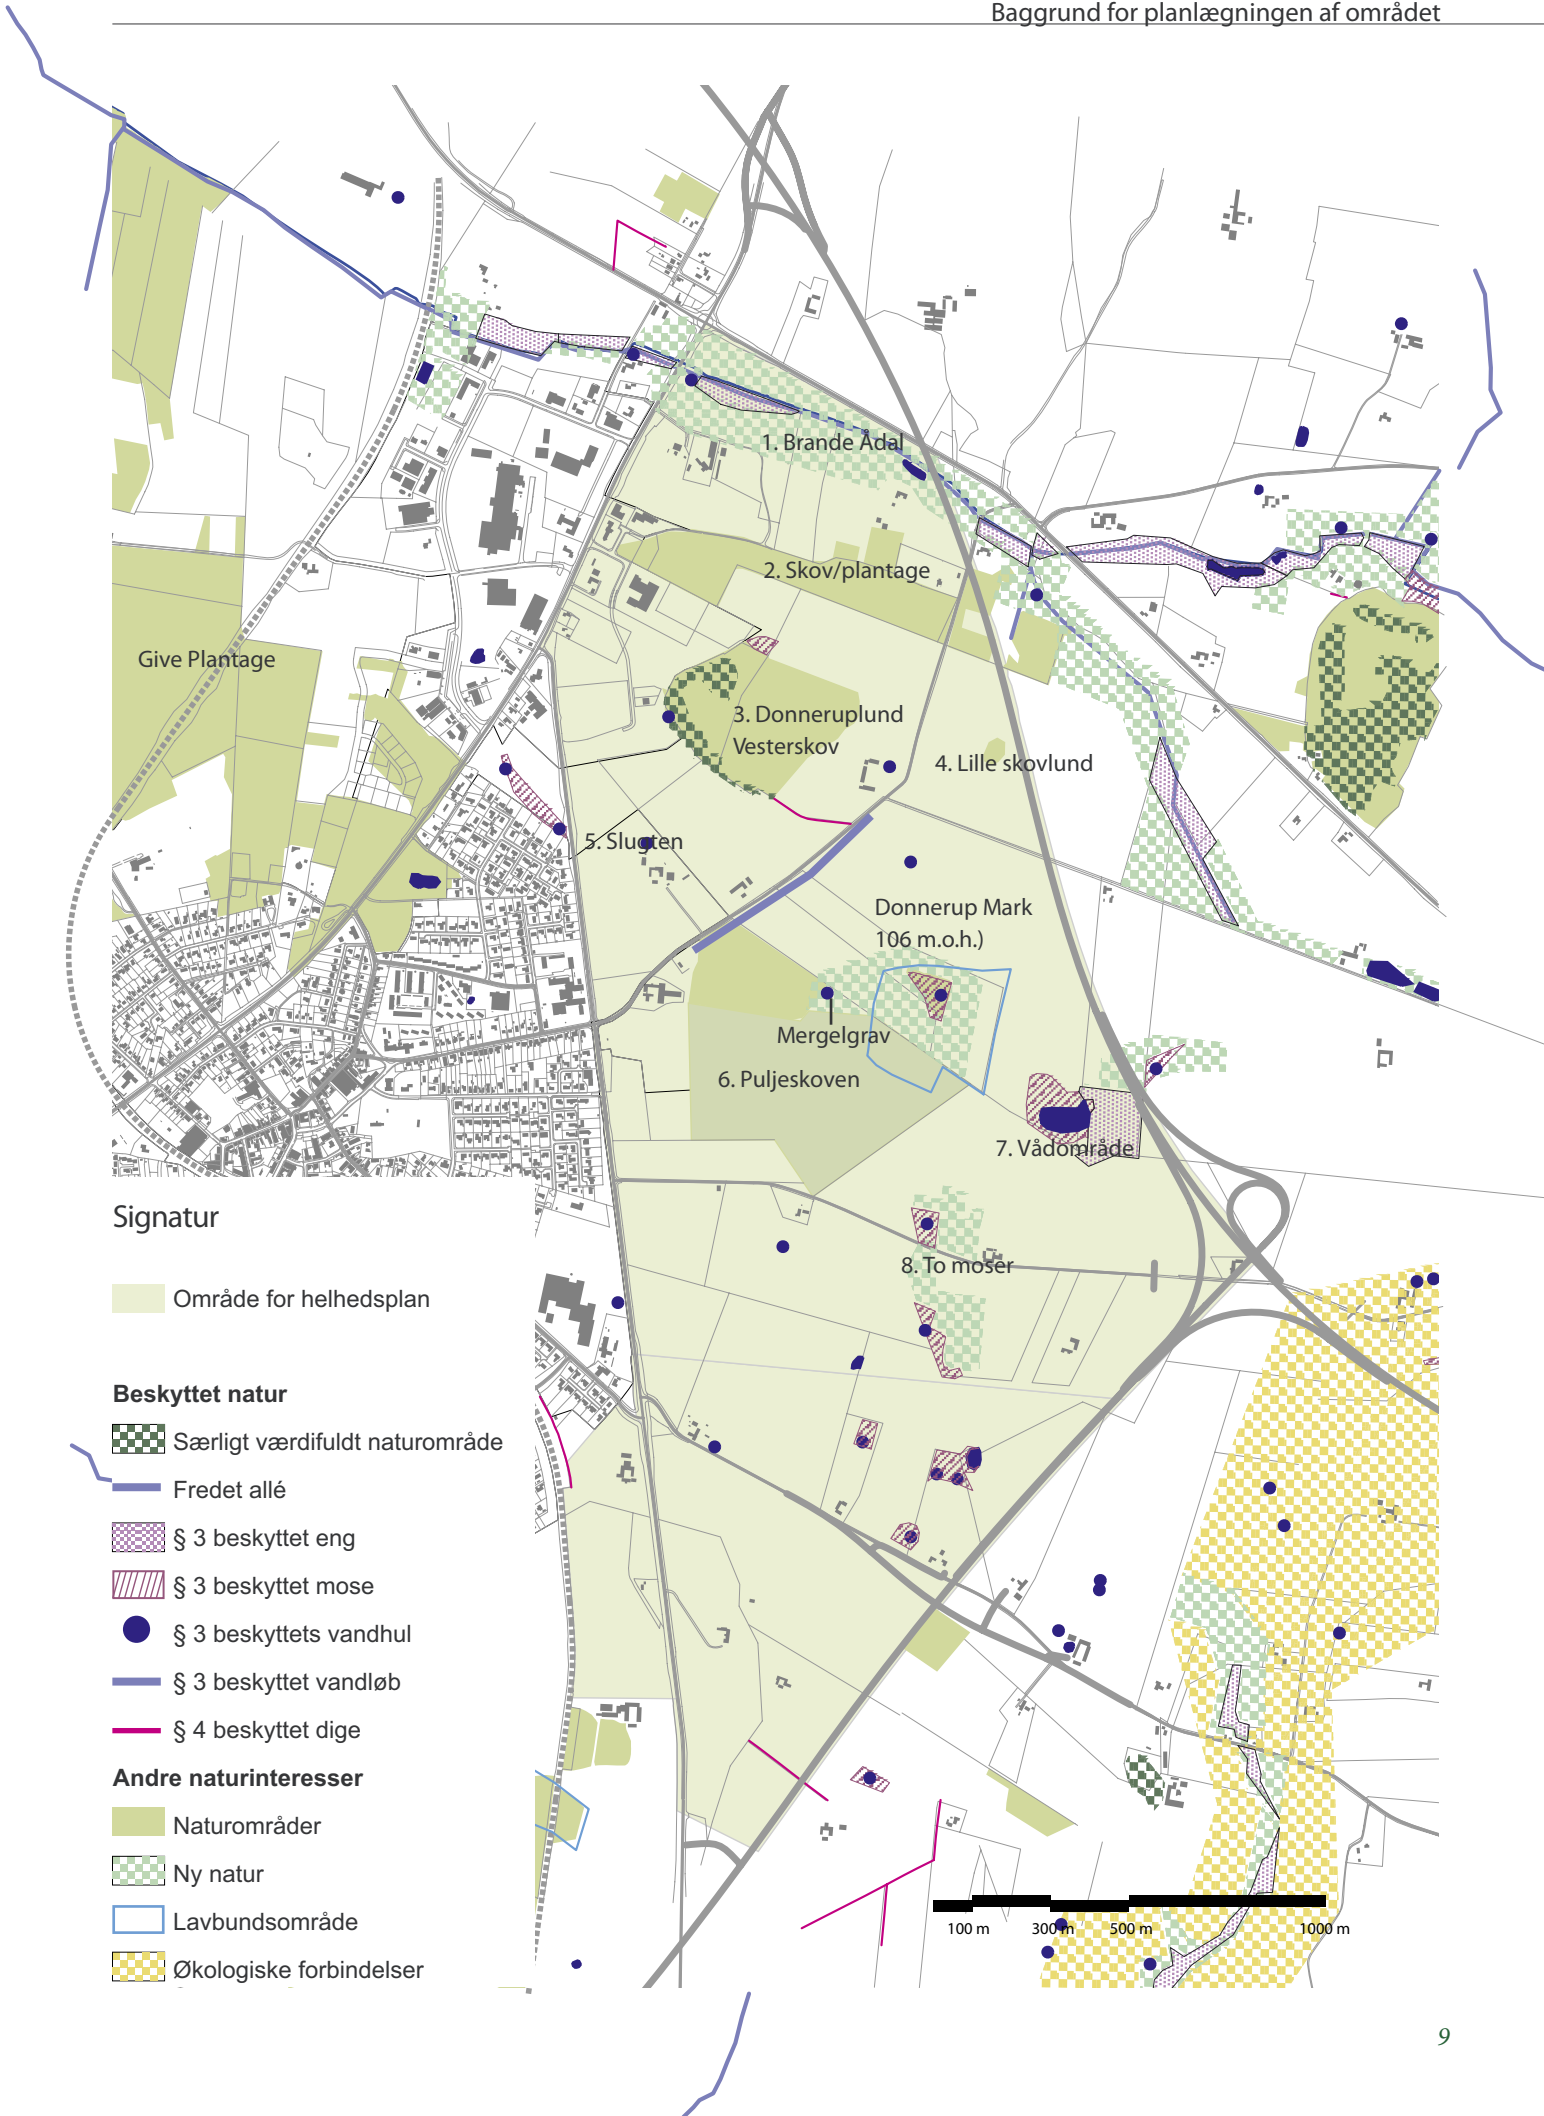 Baggrund for planlægningen af området
1. Brande Ådal
2. Skov/plantage
Give Plantage
3. Donneruplund
Vesterskov
4. Lille skovlund
5. Slugten
Donnerup Mark
106 m.o.h.)
Mergelgrav
6. Puljeskoven
7. Vådområde
8. To moser
Signatur
Område for helhedsplan
Beskyttet natur
Særligt værdifuldt naturområde
Fredet allé
§ 3 beskyttet eng
§ 3 beskyttet mose
§ 3 beskyttets vandhul
§ 3 beskyttet vandløb
§ 4 beskyttet dige
Andre naturinteresser
Naturområder
Ny natur
Lavbundsområde
Økologiske forbindelser
100 m 300 m 500 m 1000 m
9